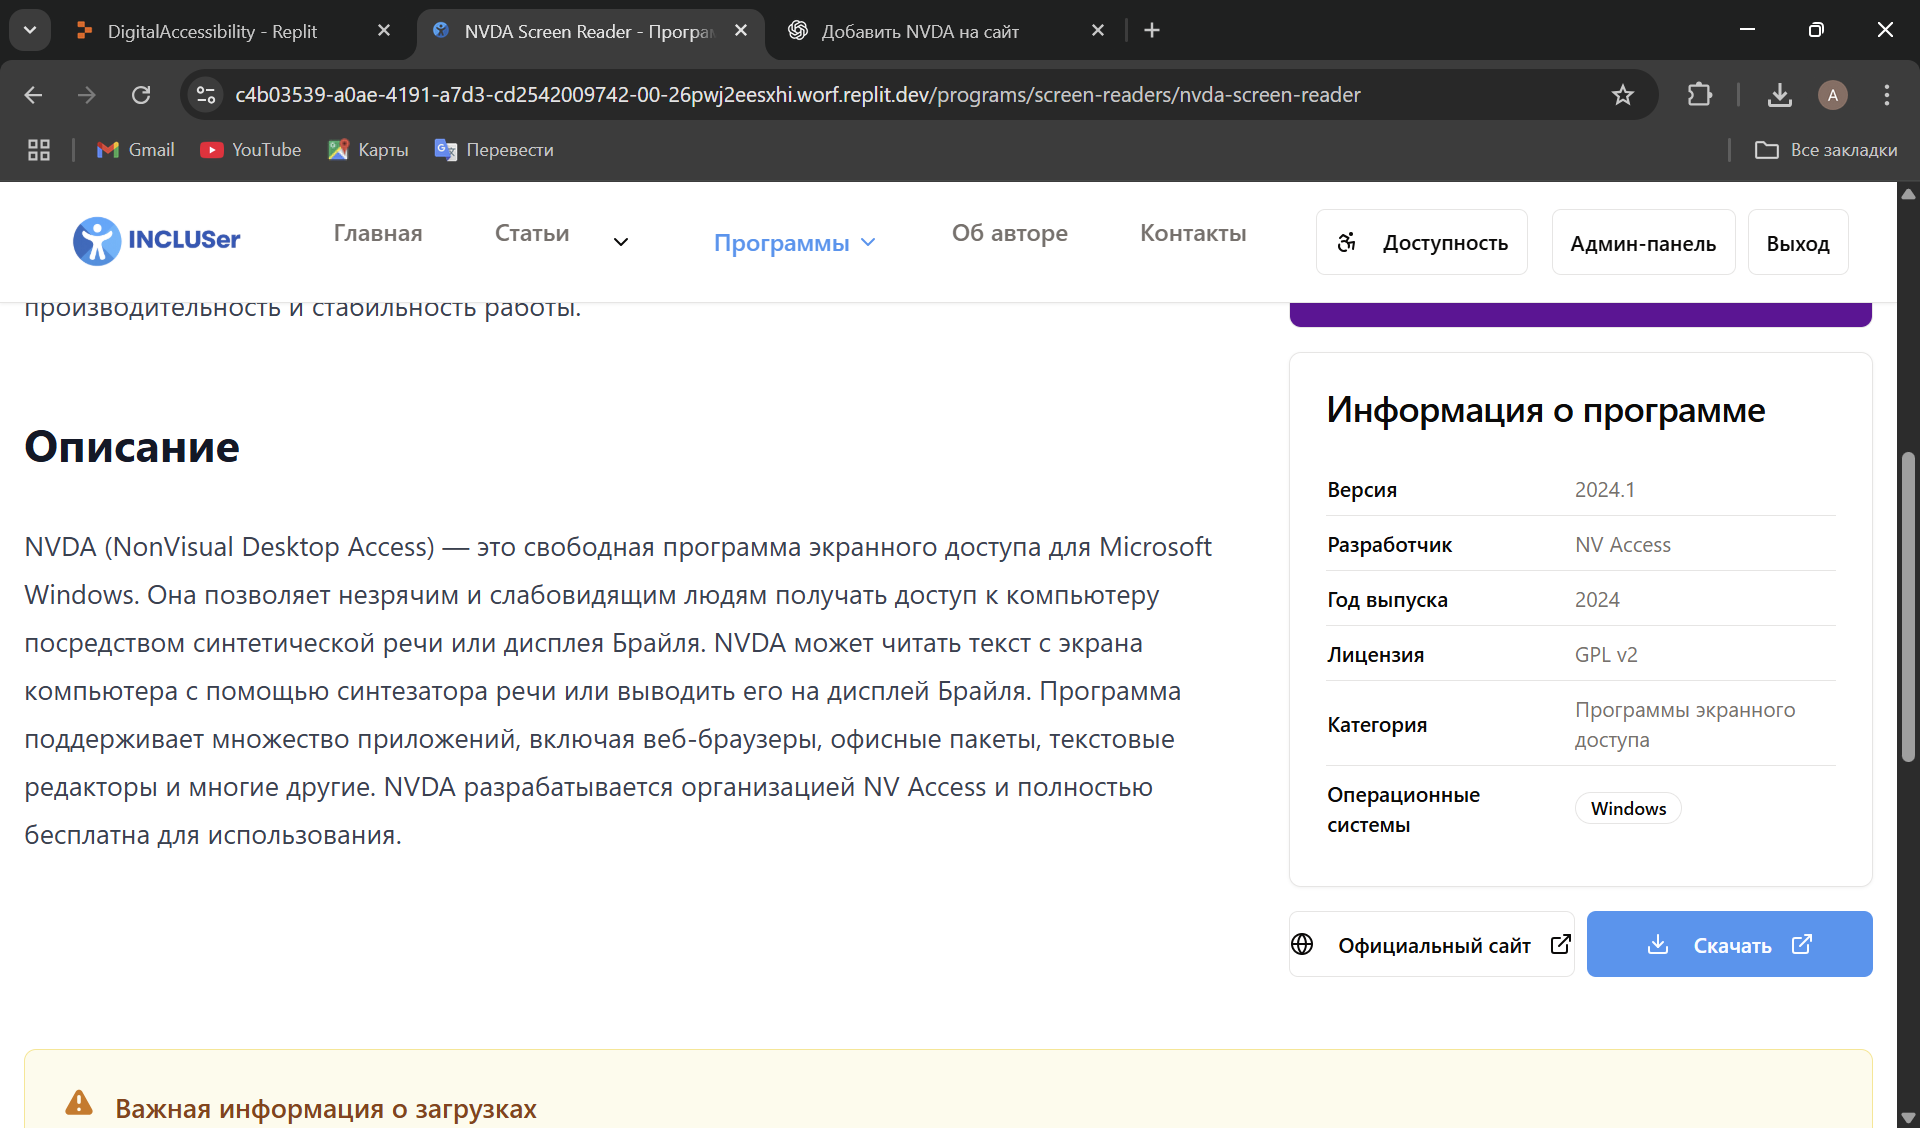 DigitalAccessibility - Replit
NVDA Screen Reader - Програм
Добавить NVDA на сайт
c4b03539-a0ae-4191-a7d3-cd2542009742-00-26pwj2eesxhi.worf.replit.dev/programs/screen-readers/nvda-screen-reader
A
Gmail
YouTube
Карты
Перевести
Все закладки
INCLUSer
Главная
Статьи
Программы
Об авторе
Контакты
Доступность
Админ-панель
Выход
производительность и стабильность работы.
Описание
NVDA (NonVisual Desktop Access) — это свободная программа экранного доступа для Microsoft
Windows. Она позволяет незрячим и слабовидящим людям получать доступ к компьютеру
посредством синтетической речи или дисплея Брайля. NVDA может читать текст с экрана
компьютера с помощью синтезатора речи или выводить его на дисплей Брайля. Программа
поддерживает множество приложений, включая веб-браузеры, офисные пакеты, текстовые
редакторы и многие другие. NVDA разрабатывается организацией NV Access и полностью
бесплатна для использования.
Информация о программе
Версия 2024.1
Разработчик NV Access
Год выпуска 2024
Лицензия GPL v2
Категория Программы экранного
доступа
Операционные
системы
Windows
Официальный сайт
Скачать
Важная информация о загрузках